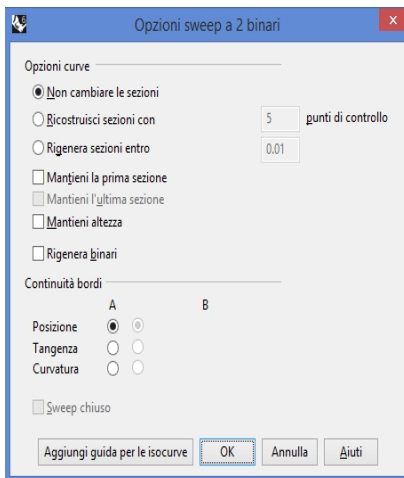 Opzioni sweep a 2 binari
x
Opzioni curve
Non cambiare le sezioni
Ricostruisci sezioni con 5 punti di controllo
Rigenera sezioni entro 0.01
Mantieni la prima sezione
Mantieni l'ultima sezione
Mantieni altezza
Rigenera binari
Continuità bordi
A B
Posizione
Tangenza
Curvatura
Sweep chiuso
Aggiungi guida per le isocurve OK Annulla Aiuti